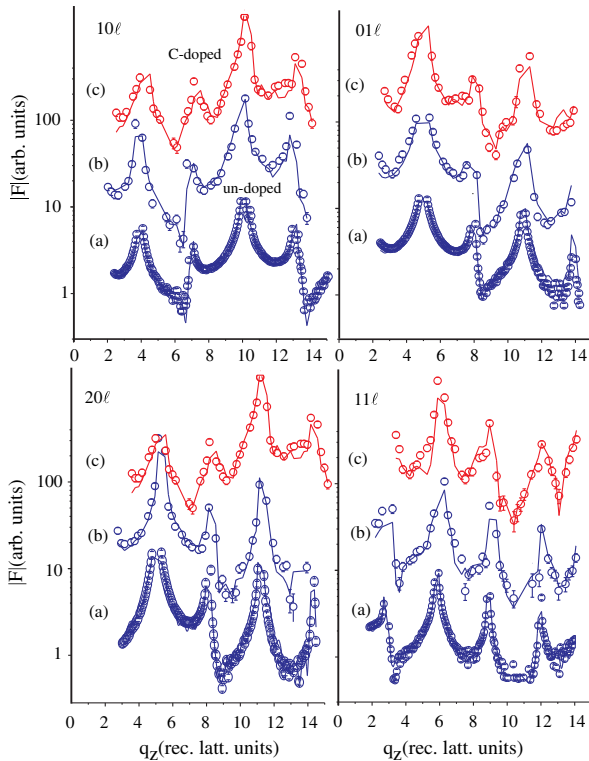 10ℓ
C-doped
(c)
(b)
un-doped
(a)
100
10
1
|F|(arb. units)
0 2 4 6 8 10 12 14
01ℓ
(c)
(b)
(a)
0 2 4 6 8 10 12 14
20ℓ
(c)
(b)
(a)
100
10
1
|F|(arb. units)
0 2 4 6 8 10 12 14
q_z(rec. latt. units)
11ℓ
(c)
(b)
(a)
0 2 4 6 8 10 12 14
q_z(rec. latt. units)